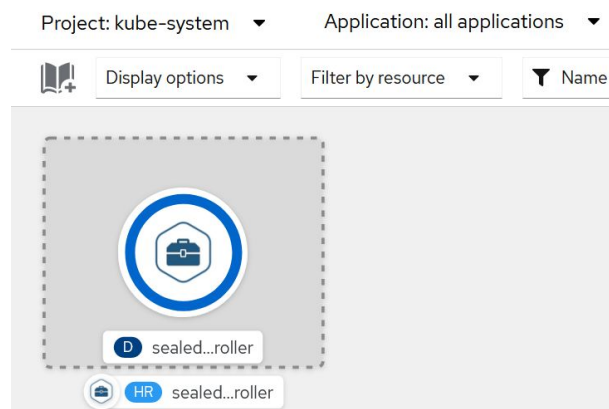 Project: kube-system Application: all applications
Display options Filter by resource Name
D sealed...roller
HR sealed...roller